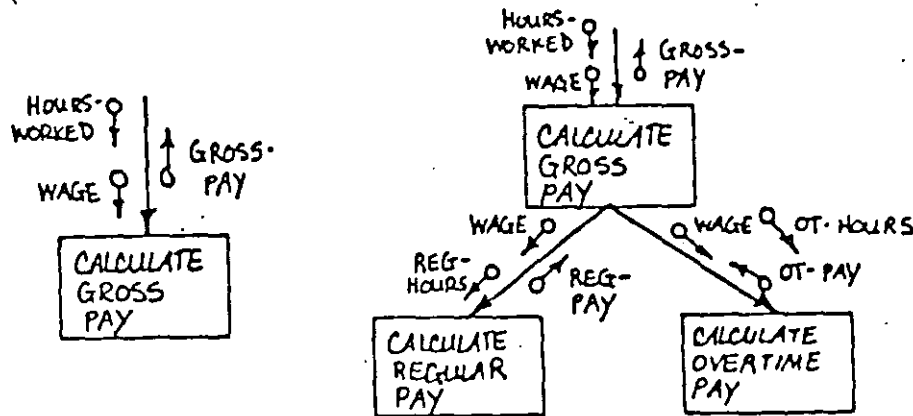 HOURS-
WORKED
GROSS-
PAY
WAGE
CALCULATE
GROSS
PAY
HOURS-
WORKED
GROSS-
PAY
WAGE
CALCULATE
GROSS
PAY
WAGE
REG-
HOURS
REG-
PAY
WAGE
OT-HOURS
OT-PAY
CALCULATE
REGULAR
PAY
CALCULATE
OVERTIME
PAY